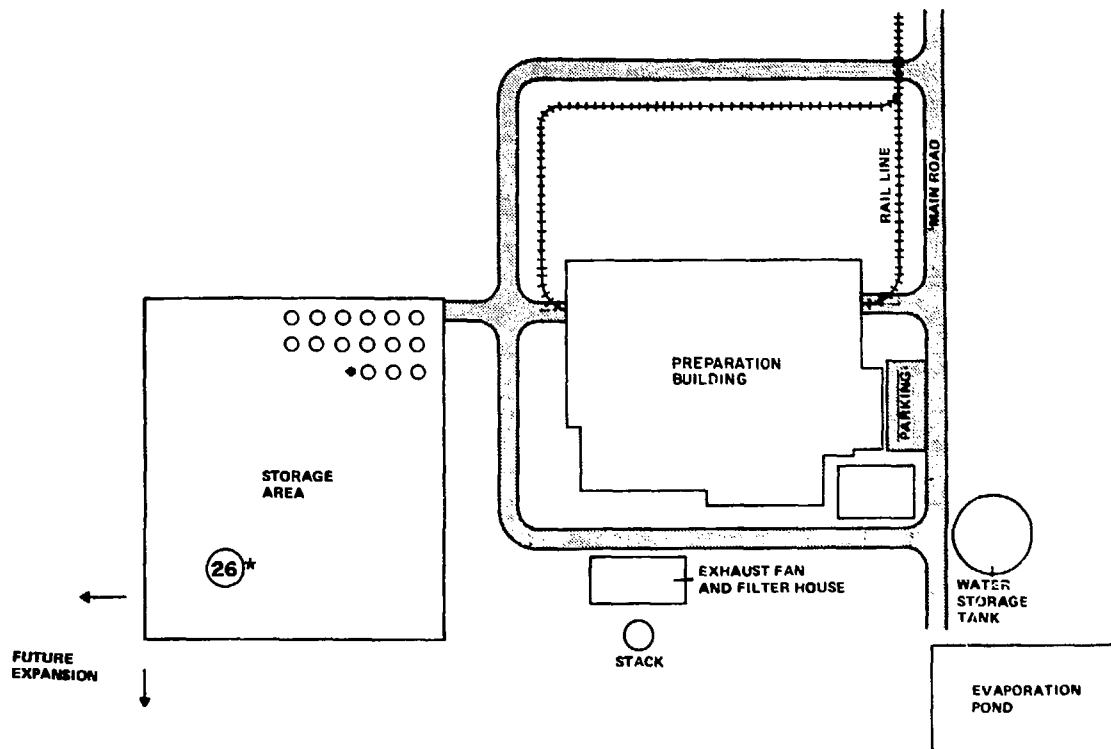 RAIL LINE
MAIN ROAD
PREPARATION
BUILDING
PARKING
STORAGE
AREA
26*
EXHAUST FAN
AND FILTER HOUSE
WATER
STORAGE
TANK
FUTURE
EXPANSION
STACK
EVAPORATION
POND